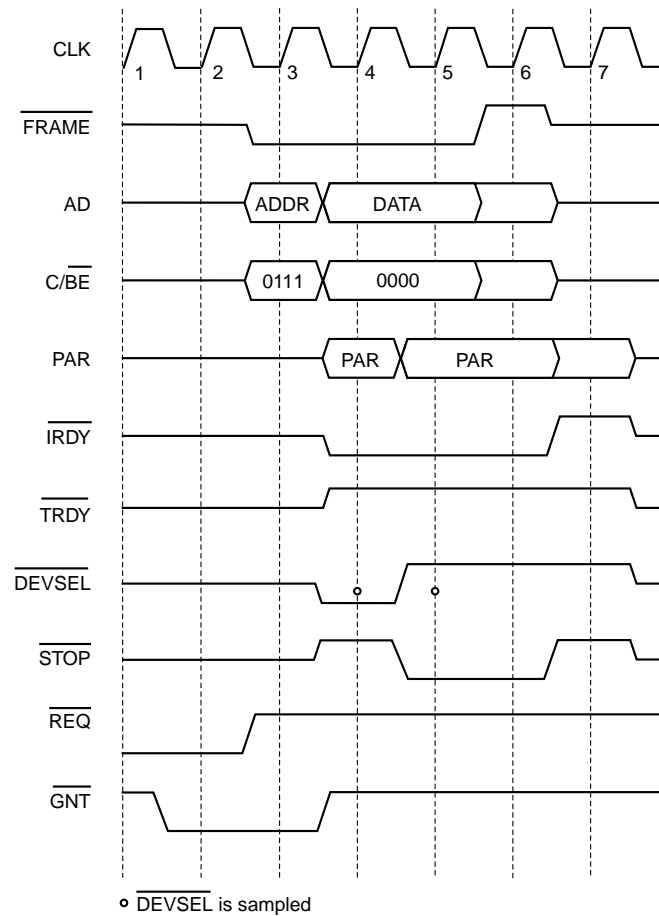 CLK
1 2 3 4 5 6 7
FRAME
AD ADDR DATA
C/BE 0111 0000
PAR PAR PAR
IRDY
TRDY
DEVSEL
STOP
REQ
GNT
DEVSEL is sampled